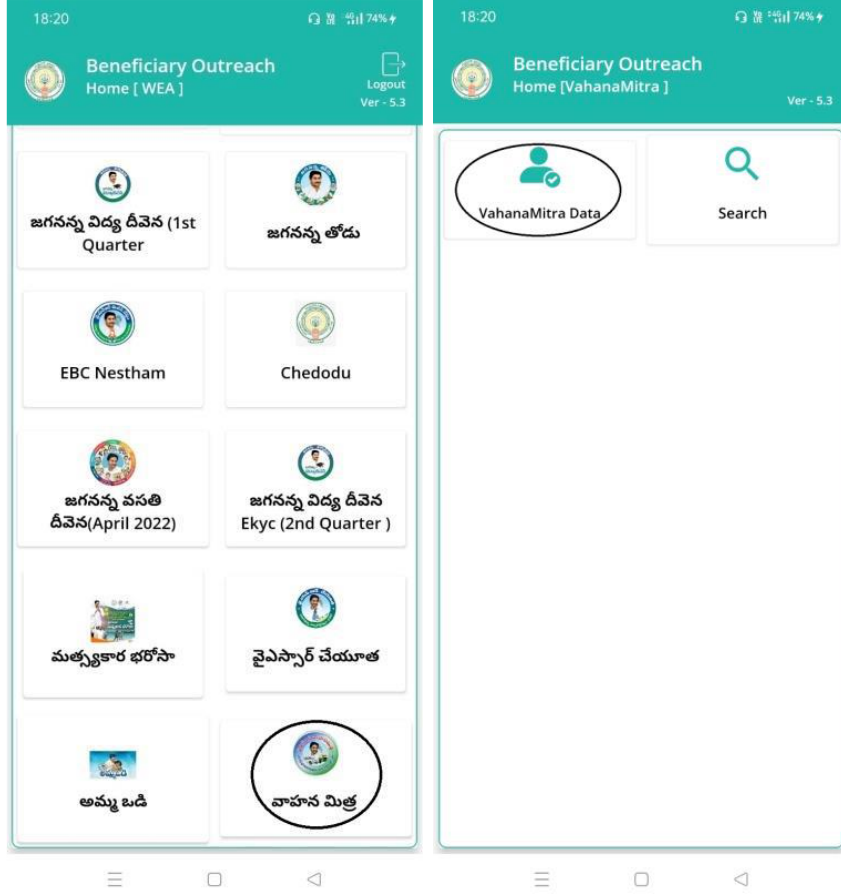 18:20
74%
Beneficiary Outreach
Home [ WEA ]
Logout
Ver - 5.3
జగనన్న విద్య దీవెన (1st
Quarter
జగనన్న తోడు
EBC Nestham
Chedodu
జగనన్న వసతి
దీవెన(April 2022)
జగనన్న విద్య దీవెన
Ekyc (2nd Quarter )
మత్స్యకార భరోసా
వైఎస్సార్ చేయూత
అమ్మ ఒడి
వాహన మిత్ర
18:20
74%
Beneficiary Outreach
Home [VahanaMitra ]
Ver - 5.3
VahanaMitra Data
Search